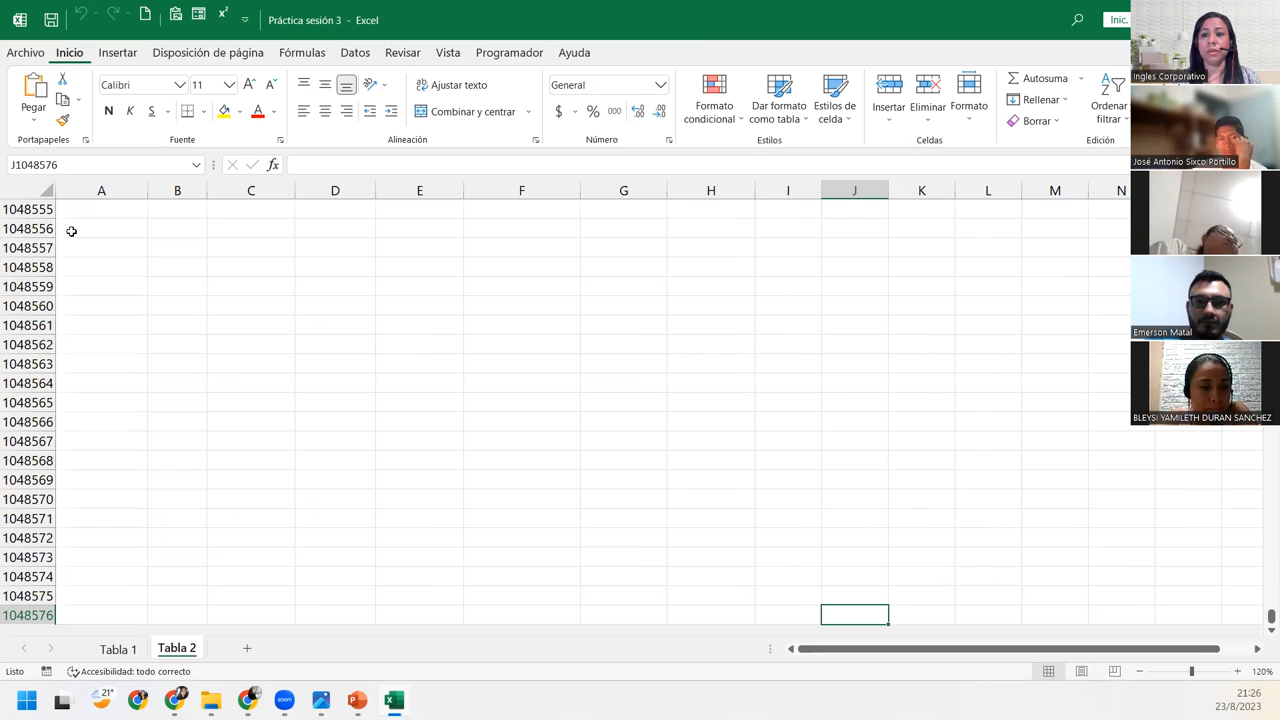 Práctica sesión 3 - Excel
Inic.
Archivo Inicio Insertar Disposición de página Fórmulas Datos Revisar Vista Programador Ayuda
Pegar
Calibri 11
N K S
Ajustar texto
Combinar y centrar
General
$ % 000
Formato condicional
Dar formato como tabla
Estilos de celda
Insertar Eliminar Formato
Autosuma
Rellenar
Borrar
Ordenar filtrar
Portapapeles Fuente Alineación Número Estilos Celdas Edición
J1048576
fx
A B C D E F G H I J K L M N
1048555
1048556
1048557
1048558
1048559
1048560
1048561
1048562
1048563
1048564
1048565
1048566
1048567
1048568
1048569
1048570
1048571
1048572
1048573
1048574
1048575
1048576
Ingles Corporativo
José Antonio Sixco Portillo
Emerson Matal
BLEYSI YAMILETH DURAN SANCHEZ
Tabla 1 Tabla 2
Listo
Accesibilidad: todo correcto
120%
21°
zoom
21:26
23/8/2023